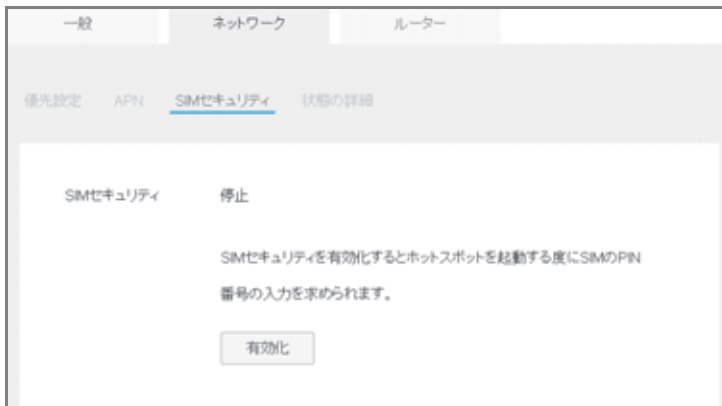 一般 ネットワーク ルーター
優先設定 APN SIMセキュリティ 状態の詳細
SIMセキュリティ 停止
SIMセキュリティを有効化するとホットスポットを起動する度にSIMのPIN
番号の入力を求められます。
有効化